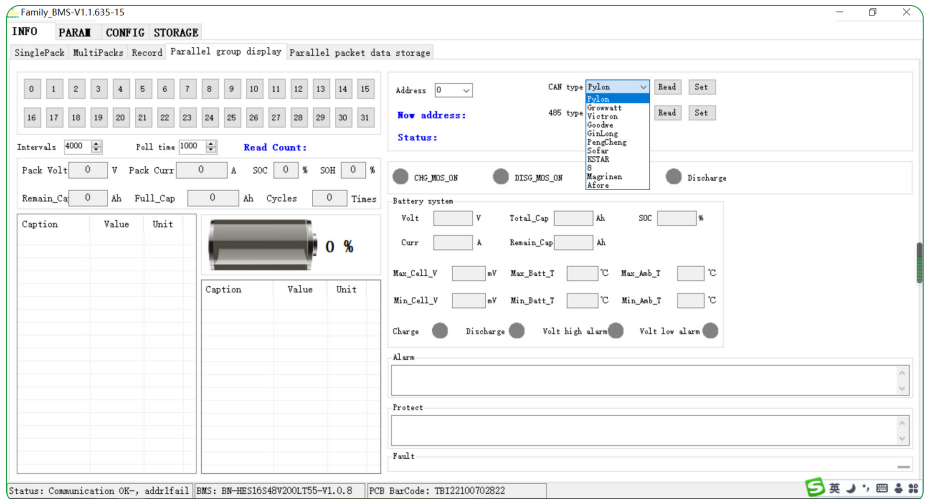 Family_BMS-V1.1.635-15
INFO PARAM CONFIG STORAGE
SinglePack MultiPacks Record Parallel group display Parallel packet data storage
0 1 2 3 4 5 6 7 8 9 10 11 12 13 14 15
16 17 18 19 20 21 22 23 24 25 26 27 28 29 30 31
Intervals 4000 Poll time 1000 Read Count:
Pack Volt 0 V Pack Curr 0 A SOC 0 % SOH 0 %
Remain_Ca 0 Ah Full_Cap 0 Ah Cycles 0 Times
Caption Value Unit
0 %
Caption Value Unit
Address 0
CAN type Pylon Read Set
Now address:
485 type Read Set
Status:
Pylon
Growwatt
Victron
Goodwe
GinLong
PengCheng
Sofar
KSTAR
8
Magrinen
Afore
CHG_MOS_ON DISG_MOS_ON Discharge
Battery system
Volt V Total_Cap Ah SOC %
Curr A Remain_Cap Ah
Max_Cell_V mV Max_Batt_T ℃ Max_Amb_T ℃
Min_Cell_V mV Min_Batt_T ℃ Min_Amb_T ℃
Charge Discharge Volt high alarm Volt low alarm
Alarm
Protect
Fault
Status: Communication OK-, addr1fail BMS: BN-HES16S48V200LT55-V1.0.8 PCB BarCode: TBI22100702822
S 英